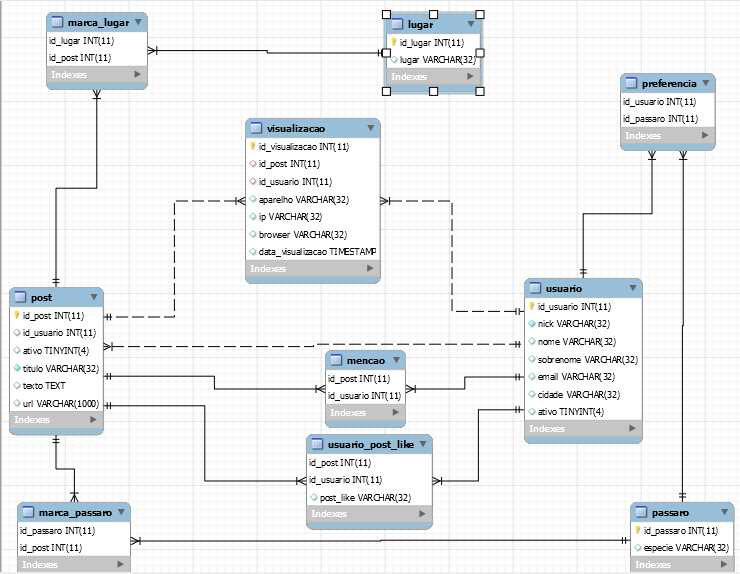 marca_lugar
id_lugar INT(11)
id_post INT(11)
Indexes
lugar
id_lugar INT(11)
lugar VARCHAR(32)
Indexes
preferencia
id_usuario INT(11)
id_passaro INT(11)
Indexes
visualizacao
id_visualizacao INT(11)
id_post INT(11)
id_usuario INT(11)
aparelho VARCHAR(32)
ip VARCHAR(32)
browser VARCHAR(32)
data_visualizacao TIMESTAMP
Indexes
post
id_post INT(11)
id_usuario INT(11)
ativo TINYINT(4)
titulo VARCHAR(32)
texto TEXT
url VARCHAR(1000)
Indexes
usuario
id_usuario INT(11)
nick VARCHAR(32)
nome VARCHAR(32)
sobrenome VARCHAR(32)
email VARCHAR(32)
cidade VARCHAR(32)
ativo TINYINT(4)
Indexes
mencao
id_post INT(11)
id_usuario INT(11)
Indexes
usuario_post_like
id_post INT(11)
id_usuario INT(11)
post_like VARCHAR(32)
Indexes
marca_passaro
id_passaro INT(11)
id_post INT(11)
Indexes
passaro
id_passaro INT(11)
especie VARCHAR(32)
Indexes